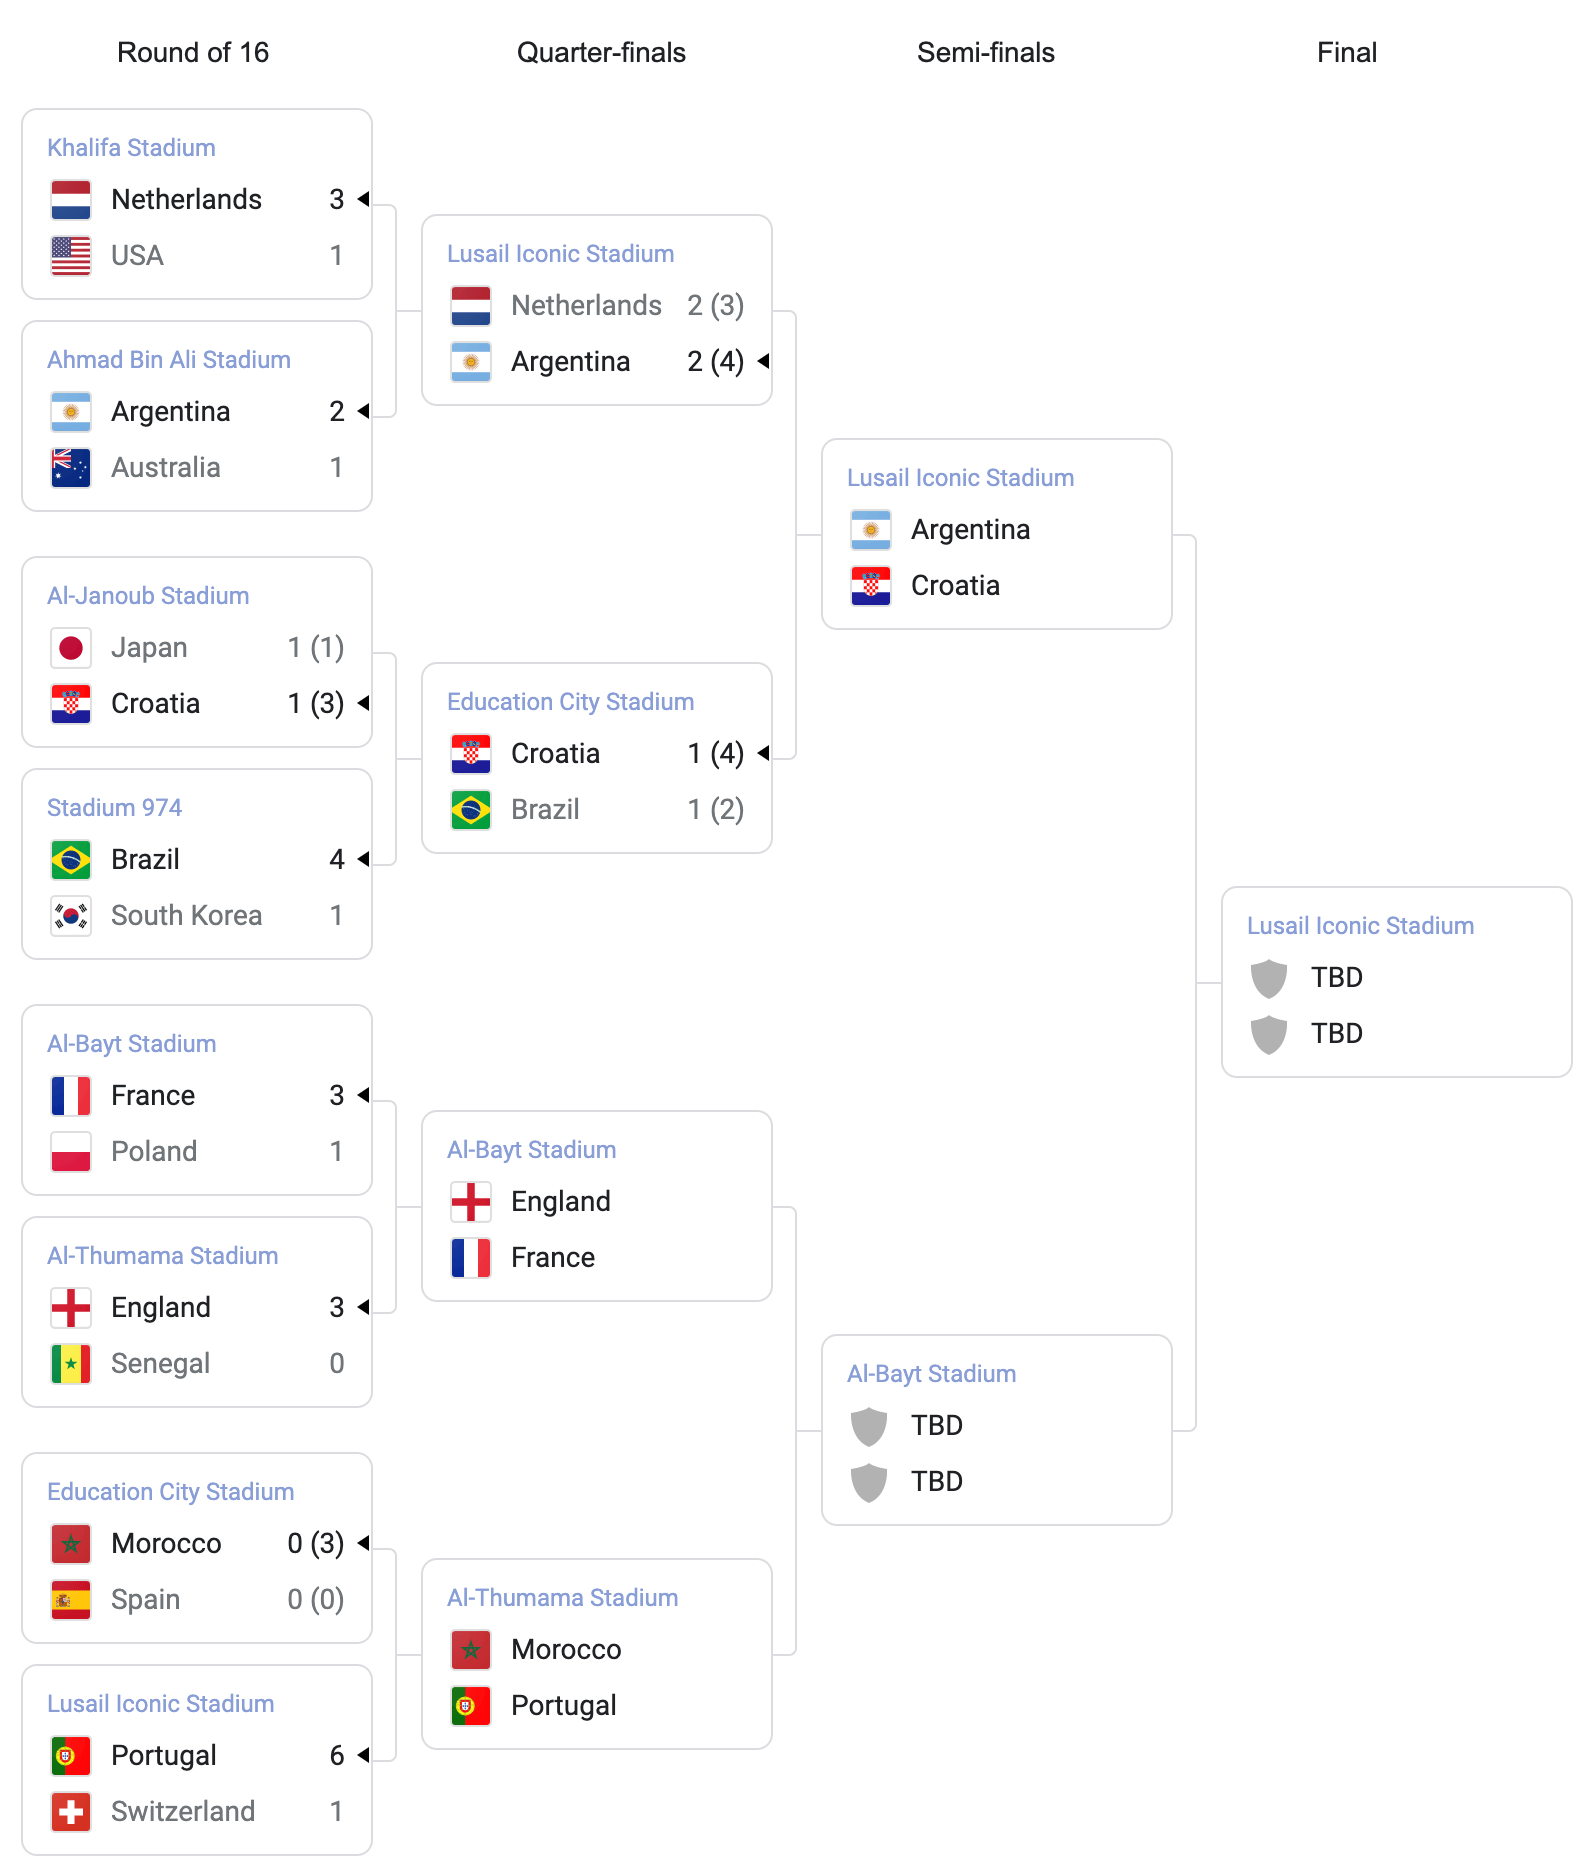 Round of 16
Quarter-finals
Semi-finals
Final
Khalifa Stadium
Netherlands 3
USA 1
Ahmad Bin Ali Stadium
Argentina 2
Australia 1
Al-Janoub Stadium
Japan 1 (1)
Croatia 1 (3)
Stadium 974
Brazil 4
South Korea 1
Al-Bayt Stadium
France 3
Poland 1
Al-Thumama Stadium
England 3
Senegal 0
Education City Stadium
Morocco 0 (3)
Spain 0 (0)
Lusail Iconic Stadium
Portugal 6
Switzerland 1
Lusail Iconic Stadium
Netherlands 2 (3)
Argentina 2 (4)
Education City Stadium
Croatia 1 (4)
Brazil 1 (2)
Al-Bayt Stadium
England
France
Al-Thumama Stadium
Morocco
Portugal
Lusail Iconic Stadium
Argentina
Croatia
Al-Bayt Stadium
TBD
TBD
Lusail Iconic Stadium
TBD
TBD